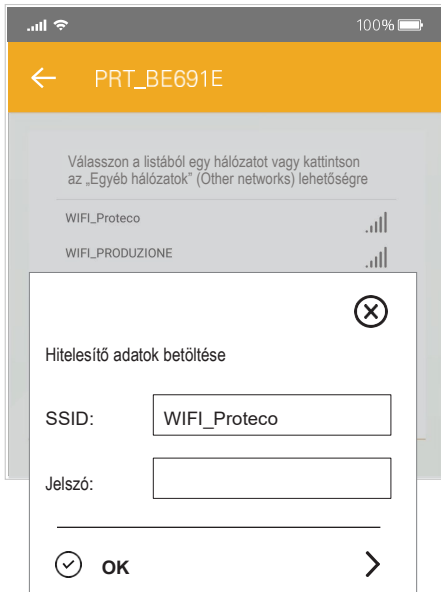 100%
PRT_BE691E
Válasszon a listából egy hálózatot vagy kattintson
az „Egyéb hálózatok” (Other networks) lehetőségre
WIFI_Proteco
WIFI_PRODUZIONE
Hitelesítő adatok betöltése
SSID: WIFI_Proteco
Jelszó:
OK